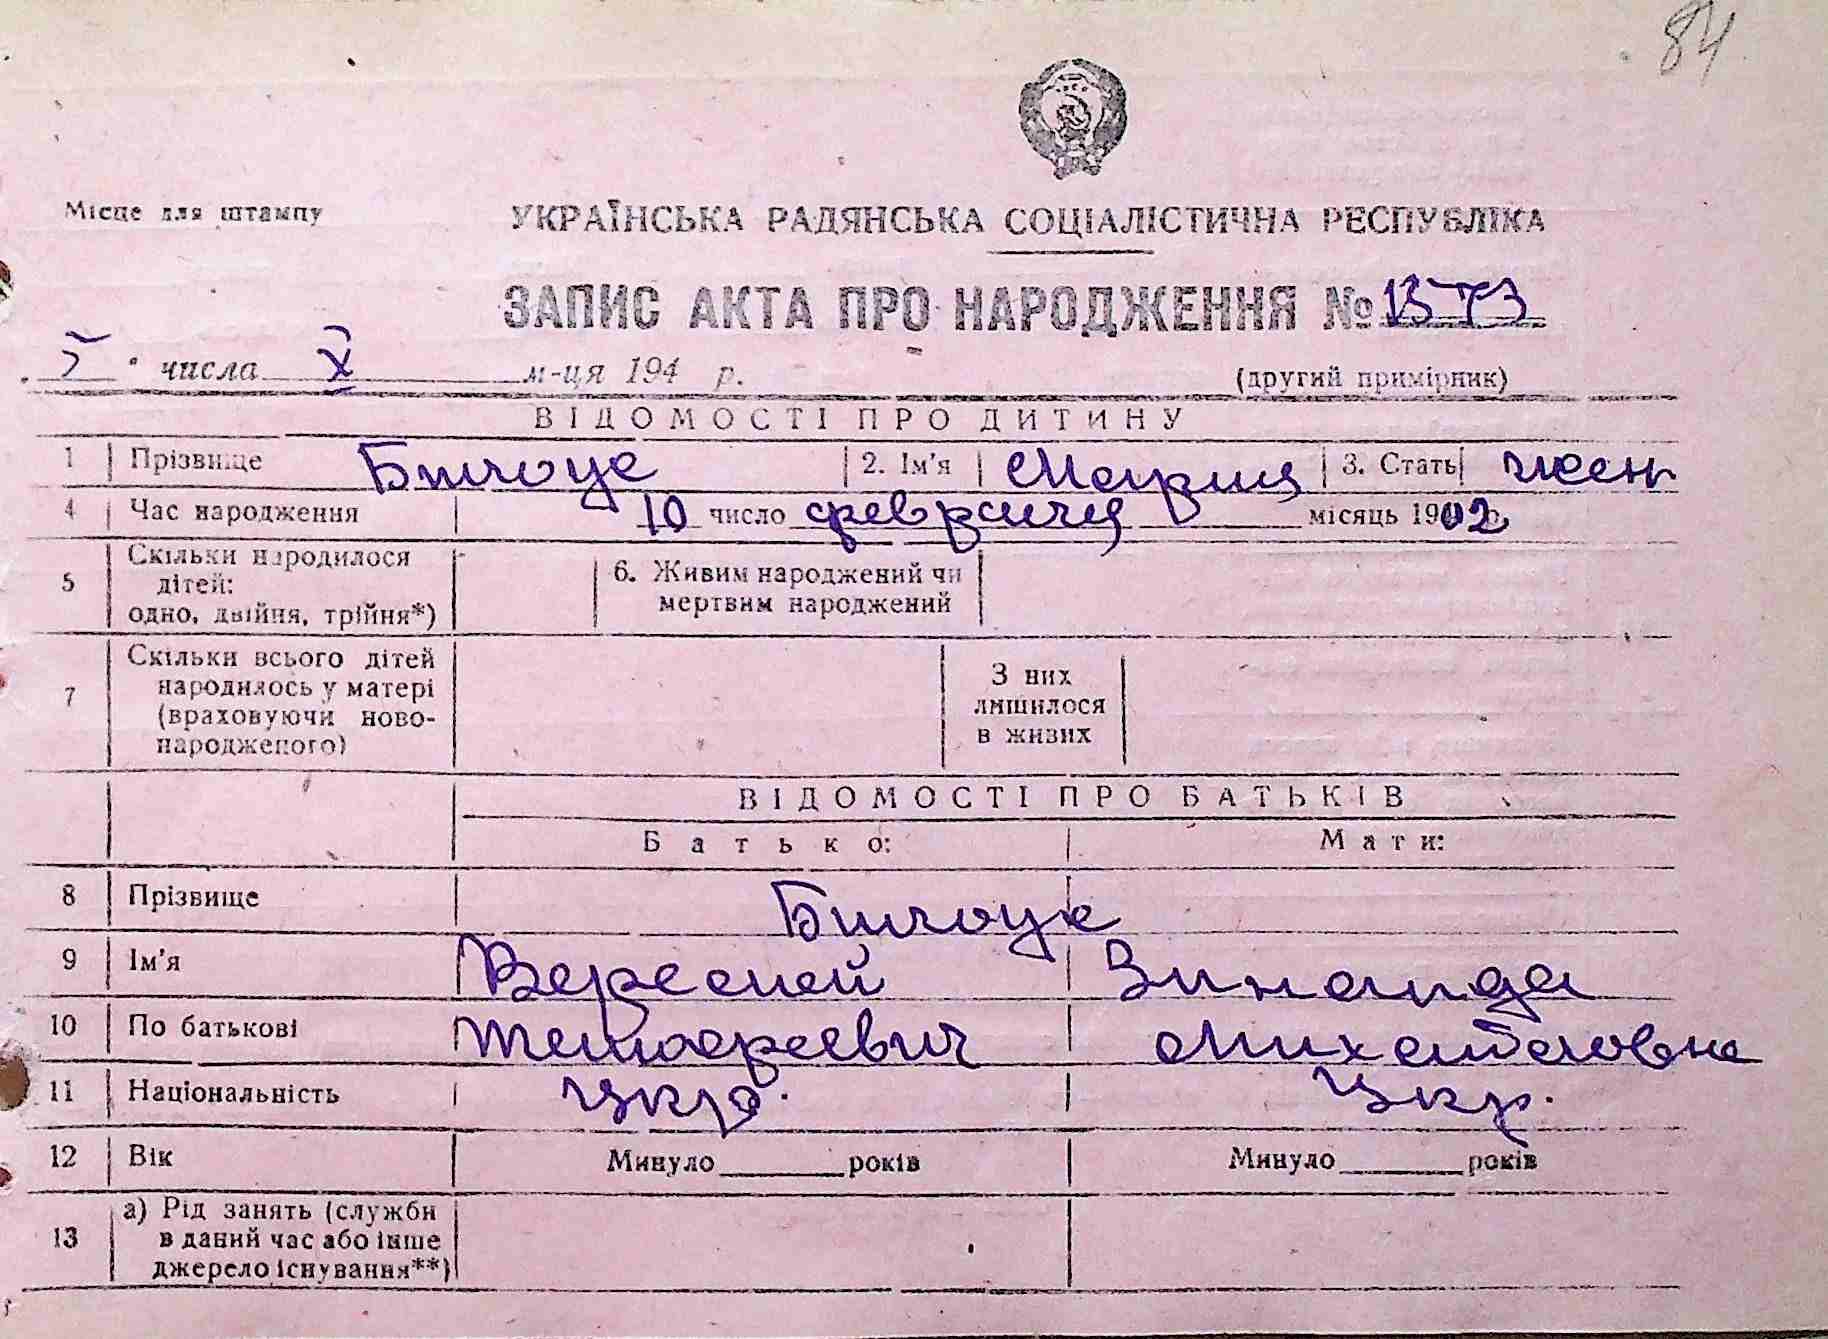 84
Місце для штампу
УКРАЇНСЬКА РАДЯНСЬКА СОЦІАЛІСТИЧНА РЕСПУБЛІКА
ЗАПИС АКТА ПРО НАРОДЖЕННЯ № 1373
5 числа X м-ця 194 р.
(другий примірник)
ВІДОМОСТІ ПРО ДИТИНУ
1 Прізвище 2. Ім'я Мария 3. Стать жен
4 Час народження 10 число февраля місяць 1902
5 Скільки народилося дітей: одно, двійня, трійня*) 6. Живим народжений чи мертвим народжений
7 Скільки всього дітей народилось у матері (враховуючи ново-народженого) З них лишилося в живих
ВІДОМОСТІ ПРО БАТЬКІВ
Батько: Мати:
8 Прізвище
9 Ім'я Зинаида
10 По батькові Тимофеевич Михайловна
11 Національність Укр. Укр.
12 Вік Минуло років Минуло років
13 а) Рід занять (служби в даний час або інше джерело існування**)